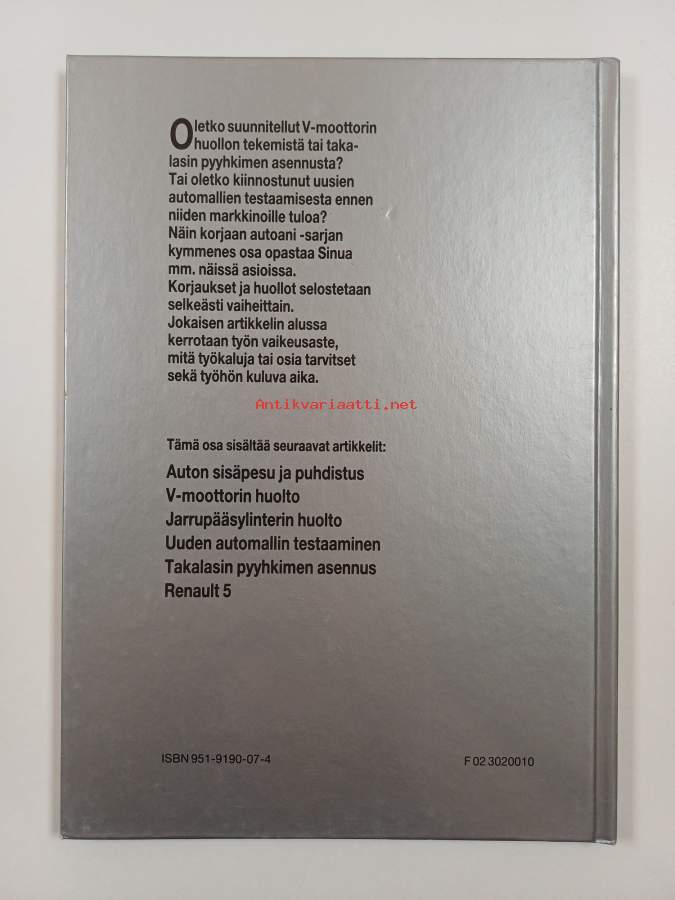 Oletko suunnitellut V-moottorin
huollon tekemistä tai taka-
lasin pyyhkimen asennusta?
Tai oletko kiinnostunut uusien
automallien testaamisesta ennen
niiden markkinoille tuloa?
Näin korjaan autoani -sarjan
kymmenes osa opastaa Sinua
mm. näissä asioissa.
Korjaukset ja huollot selostetaan
selkeästi vaiheittain.
Jokaisen artikkelin alussa
kerrotaan työn vaikeusaste,
mitä työkaluja tai osia tarvitset
sekä työhön kuluva aika.
Antikvariaatti.net
Tämä osa sisältää seuraavat artikkelit:
Auton sisäpesu ja puhdistus
V-moottorin huolto
Jarrupääsylinterin huolto
Uuden automallin testaaminen
Takalasin pyyhkimen asennus
Renault 5
ISBN 951-9190-07-4
F 02 3020010